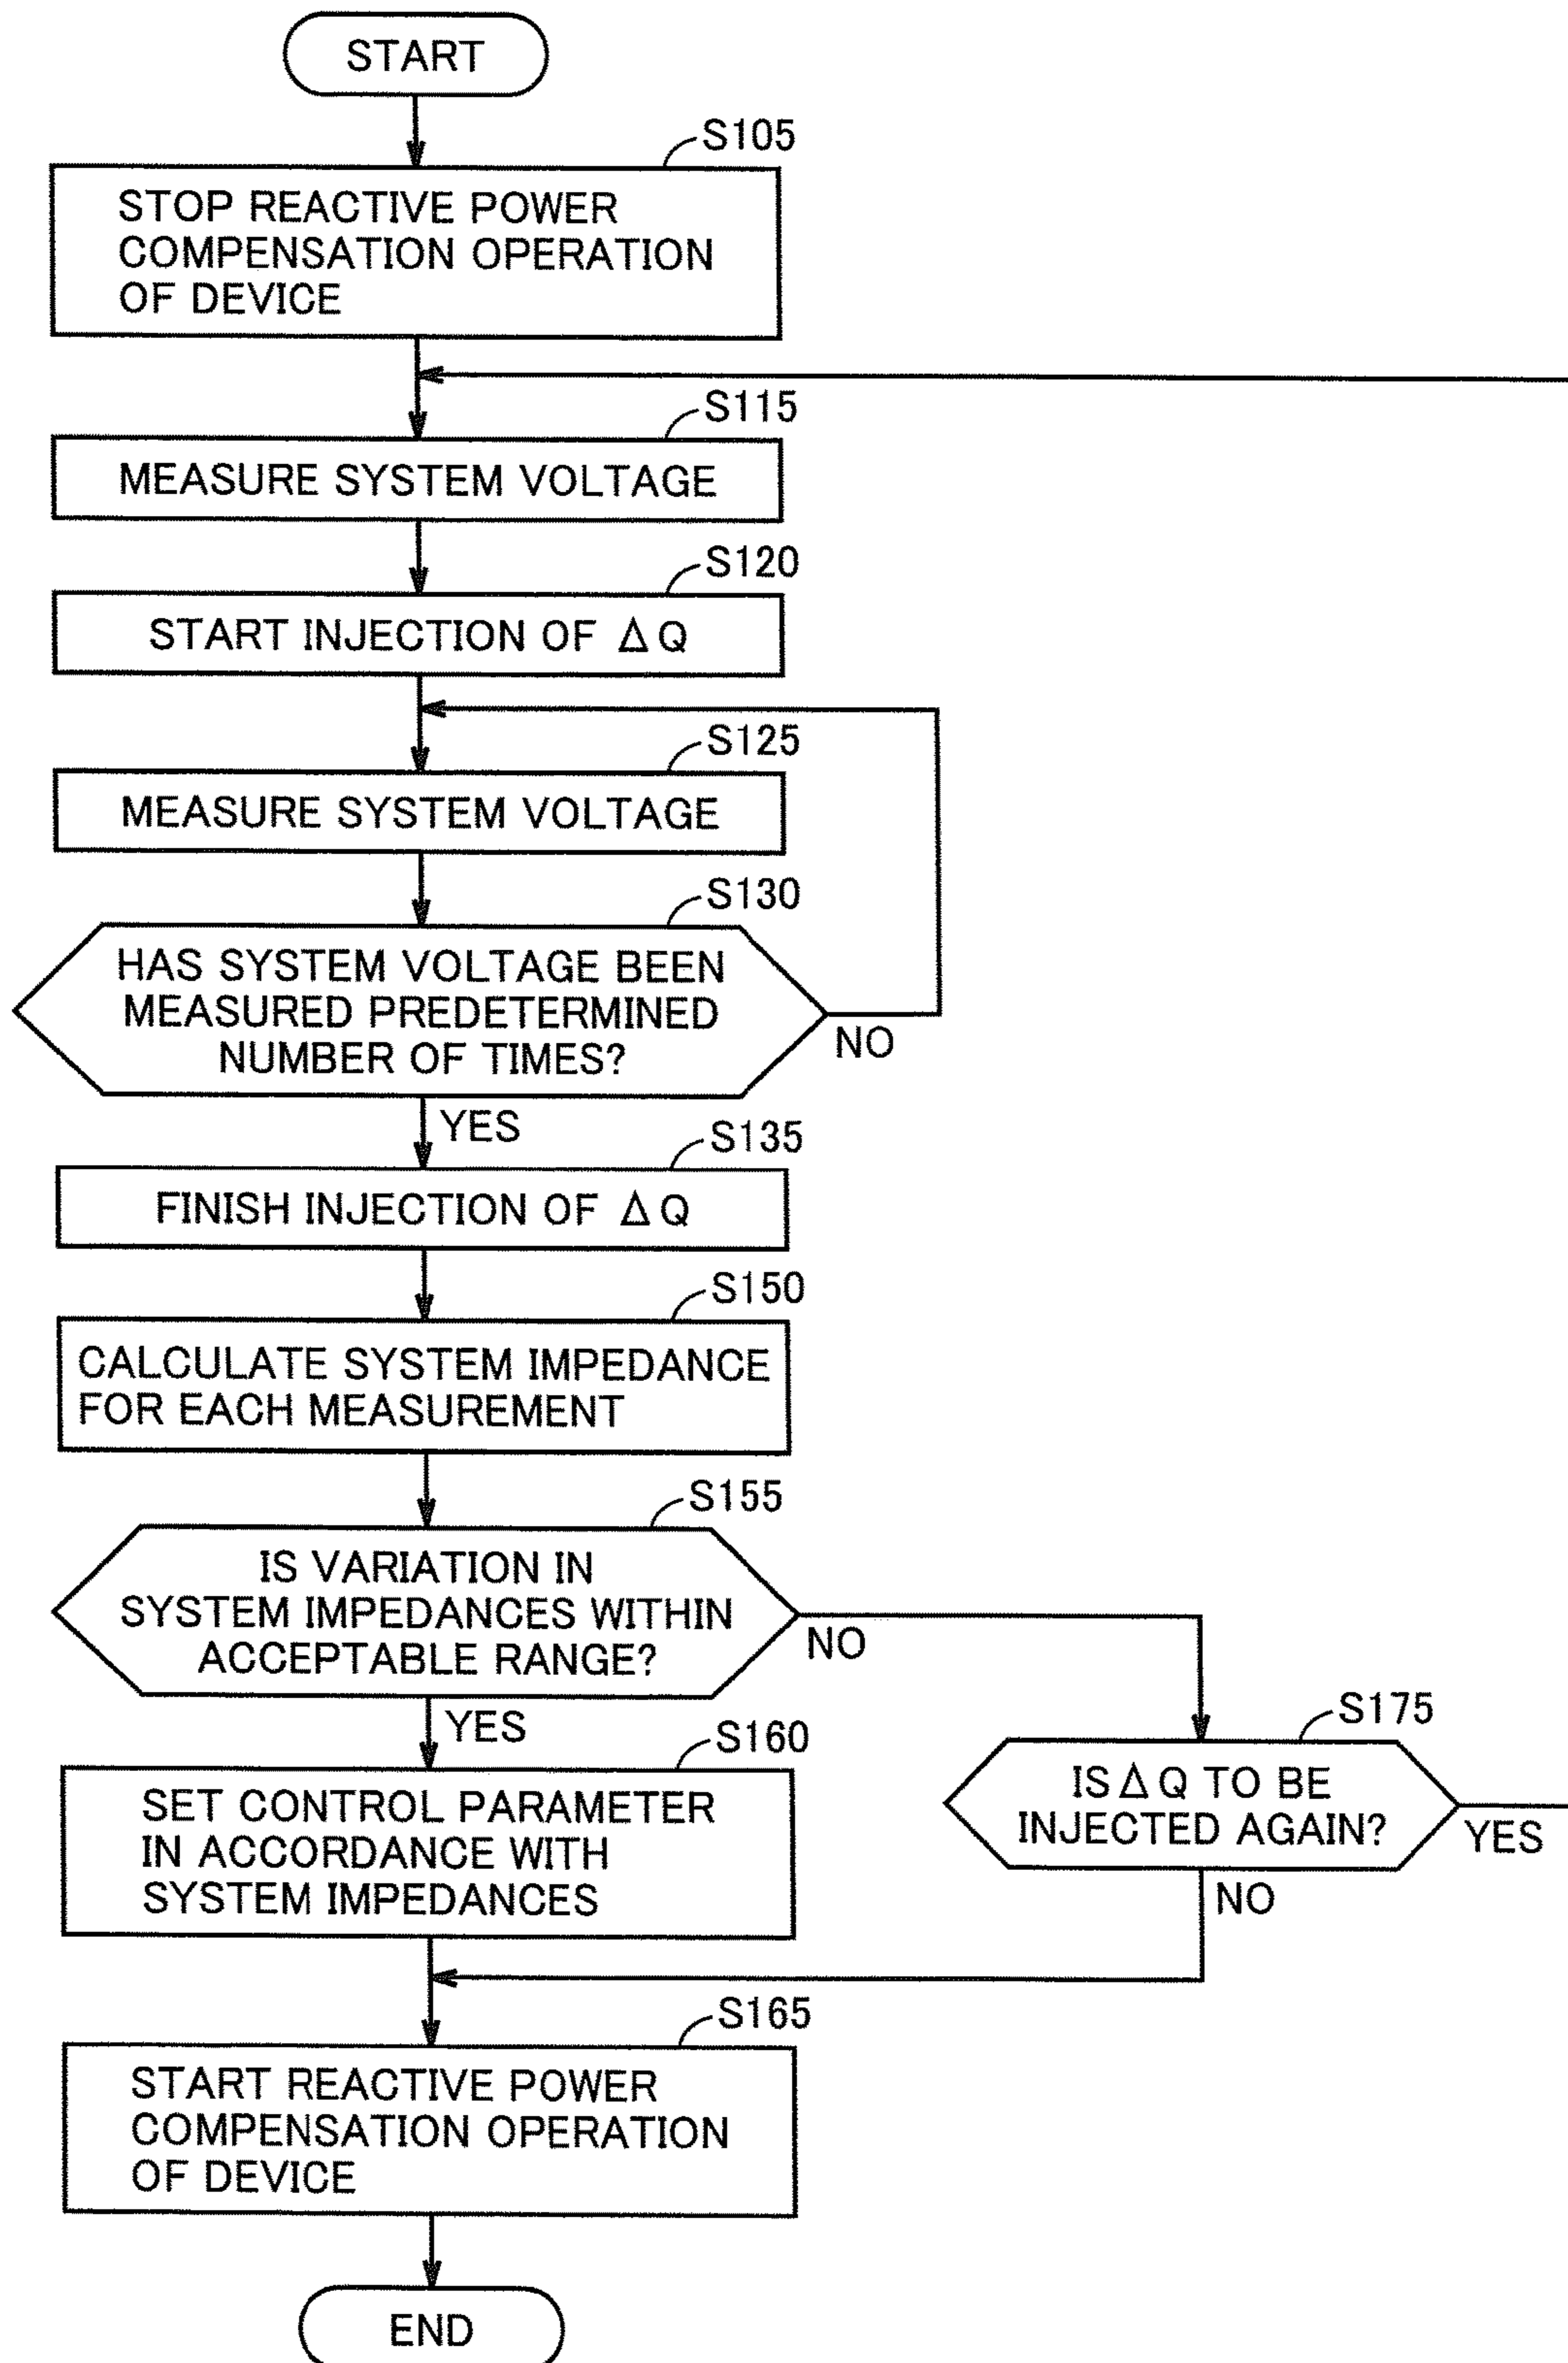 START
S105
STOP REACTIVE POWER
COMPENSATION OPERATION
OF DEVICE
S115
MEASURE SYSTEM VOLTAGE
S120
START INJECTION OF ΔQ
S125
MEASURE SYSTEM VOLTAGE
S130
HAS SYSTEM VOLTAGE BEEN
MEASURED PREDETERMINED
NUMBER OF TIMES?
NO
YES
S135
FINISH INJECTION OF ΔQ
S150
CALCULATE SYSTEM IMPEDANCE
FOR EACH MEASUREMENT
S155
IS VARIATION IN
SYSTEM IMPEDANCES WITHIN
ACCEPTABLE RANGE?
NO
YES
S175
IS ΔQ TO BE
INJECTED AGAIN?
YES
NO
S160
SET CONTROL PARAMETER
IN ACCORDANCE WITH
SYSTEM IMPEDANCES
S165
START REACTIVE POWER
COMPENSATION OPERATION
OF DEVICE
END